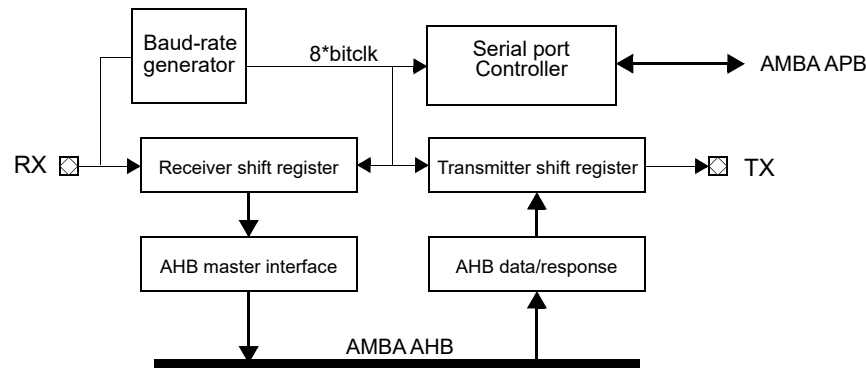 Baud-rate
generator
8*bitclk
Serial port
Controller
AMBA APB
RX
Receiver shift register
Transmitter shift register
TX
AHB master interface
AHB data/response
AMBA AHB